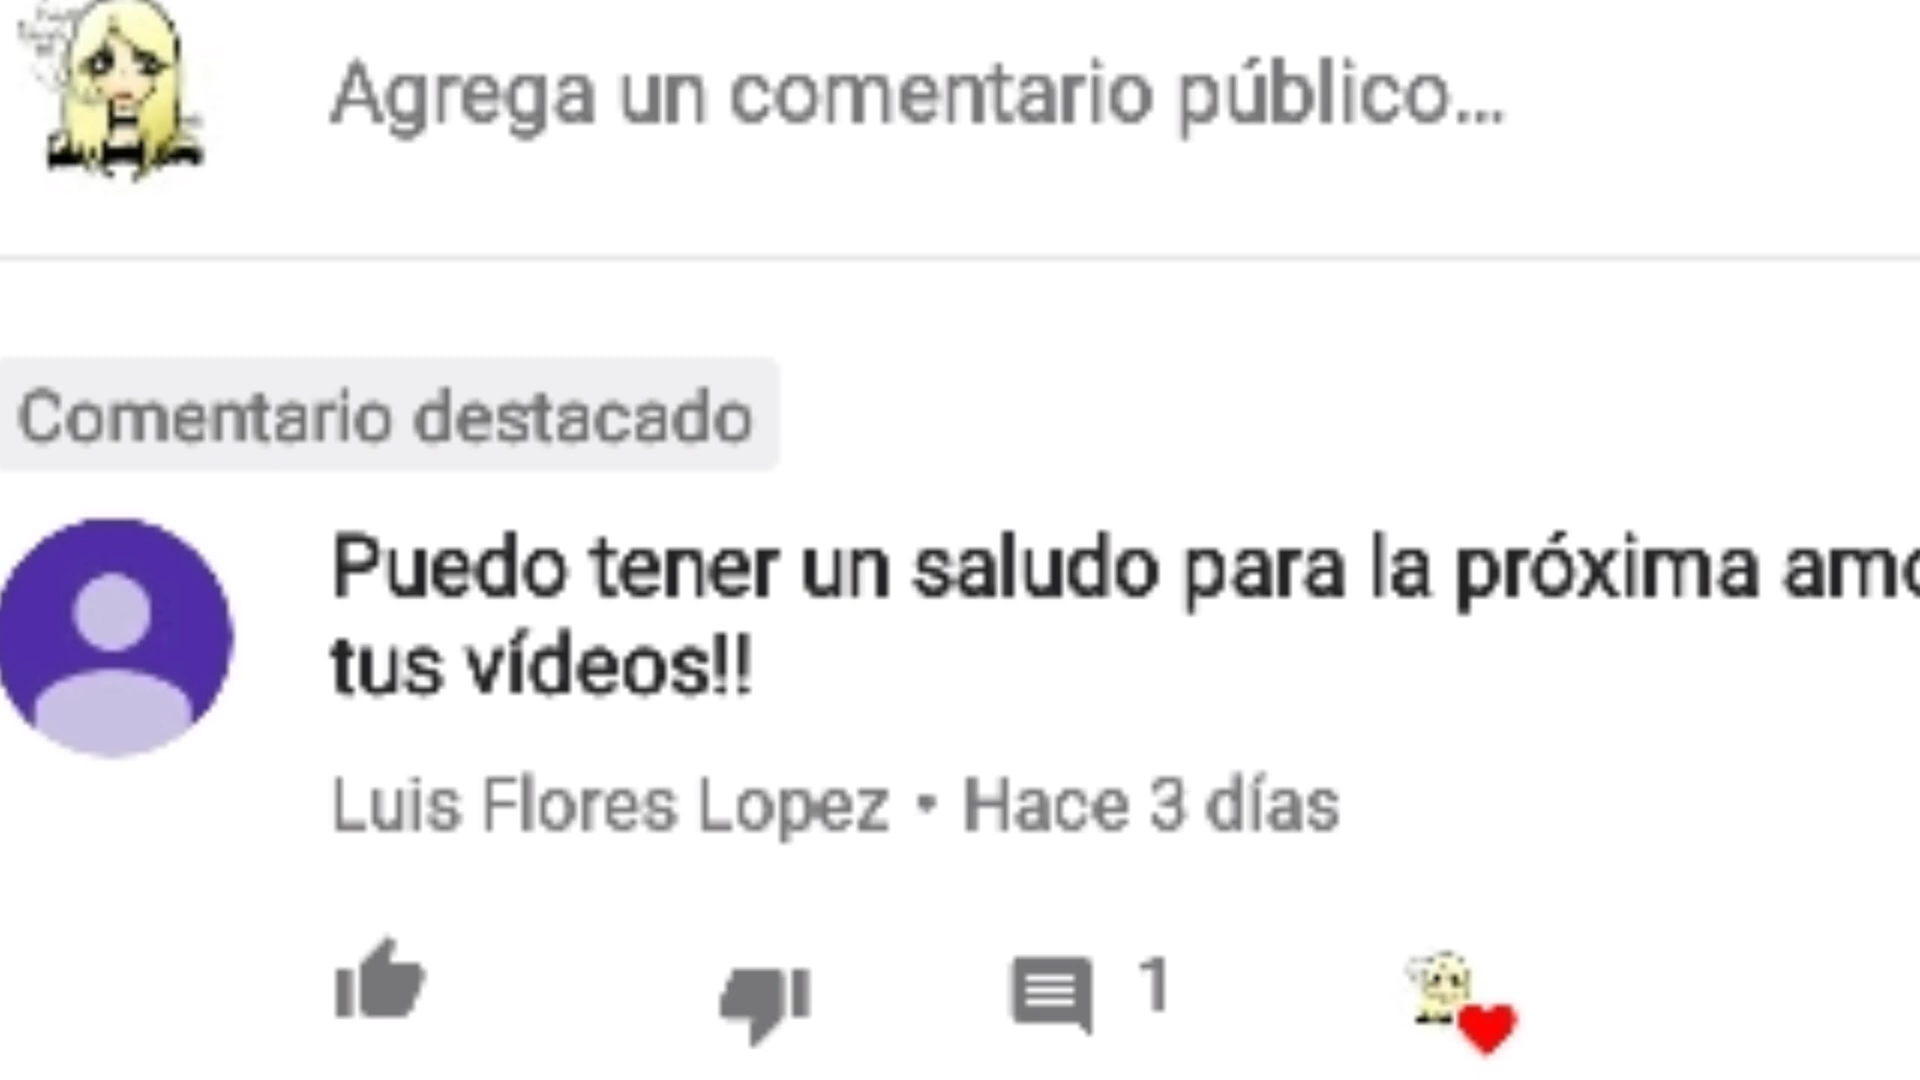 Agrega un comentario público...
Comentario destacado
Puedo tener un saludo para la próxima
tus vídeos!!
Luis Flores Lopez • Hace 3 días
1